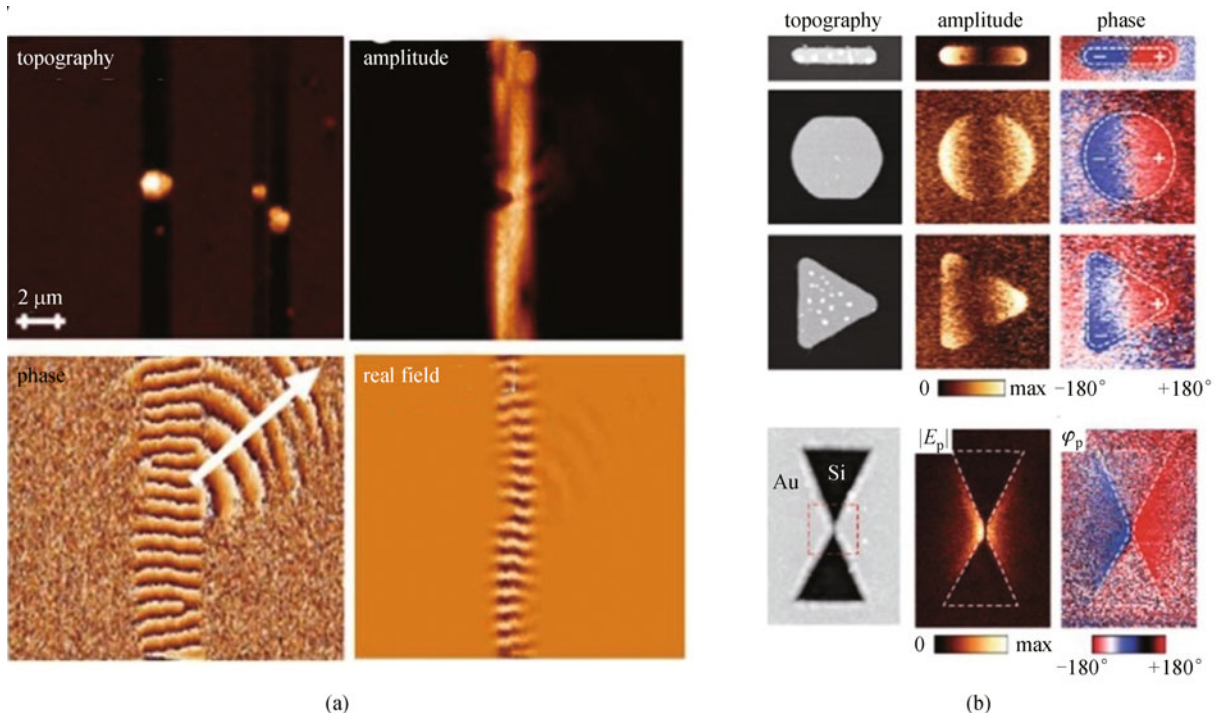 topography
amplitude
2 μm
phase
real field
(a)
topography
amplitude
phase
−
+
−
+
−
+
0
max
−180°
+180°
|Ep|
φp
Au
Si
0
max
−180°
+180°
(b)